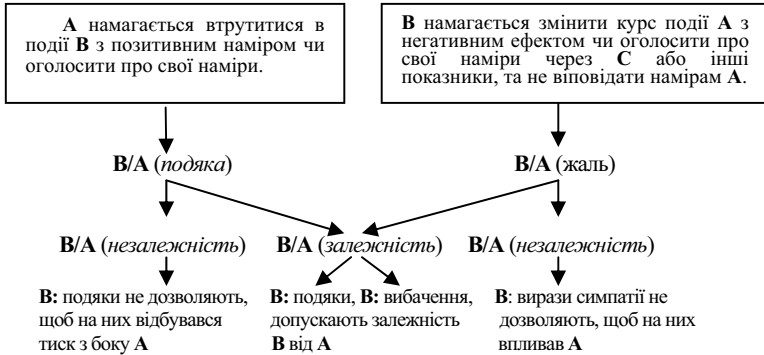 А намагається втрутитися в
події В з позитивним наміром чи
оголосити про свої наміри.
В намагається змінити курс події А з
негативним ефектом чи оголосити про
свої наміри через С або інші
показники, та не віповідати намірам А.
В/А (подяка)
В/А (жаль)
В/А (незалежність)
В/А (залежність)
В/А (незалежність)
В: подяки не дозволяють,
щоб на них відбувався
тиск з боку А
В: подяки, В: вибачення,
допускають залежність
В від А
В: вирази симпатії не
дозволяють, щоб на них
впливав А